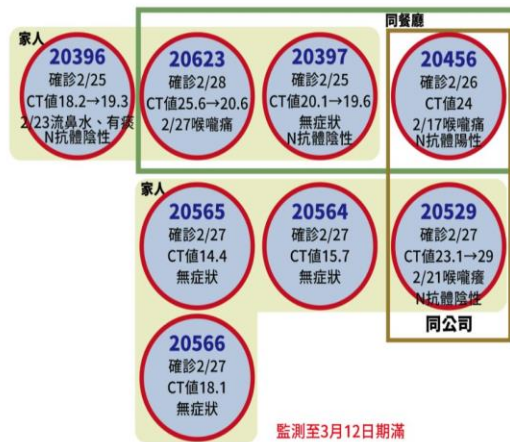 家人
同餐廳
20396
確診2/25
CT值18.2→19.3
2/23流鼻水、有痰
N抗體陰性
20623
確診2/28
CT值25.6→20.6
2/27喉嚨痛
20397
確診2/25
CT值20.1→19.6
無症狀
N抗體陰性
20456
確診2/26
CT值24
2/17喉嚨痛
N抗體陽性
家人
20565
確診2/27
CT值14.4
無症狀
20564
確診2/27
CT值15.7
無症狀
20529
確診2/27
CT值23.1→29
2/21喉嚨癢
N抗體陰性
同公司
20566
確診2/27
CT值18.1
無症狀
監測至3月12日期滿